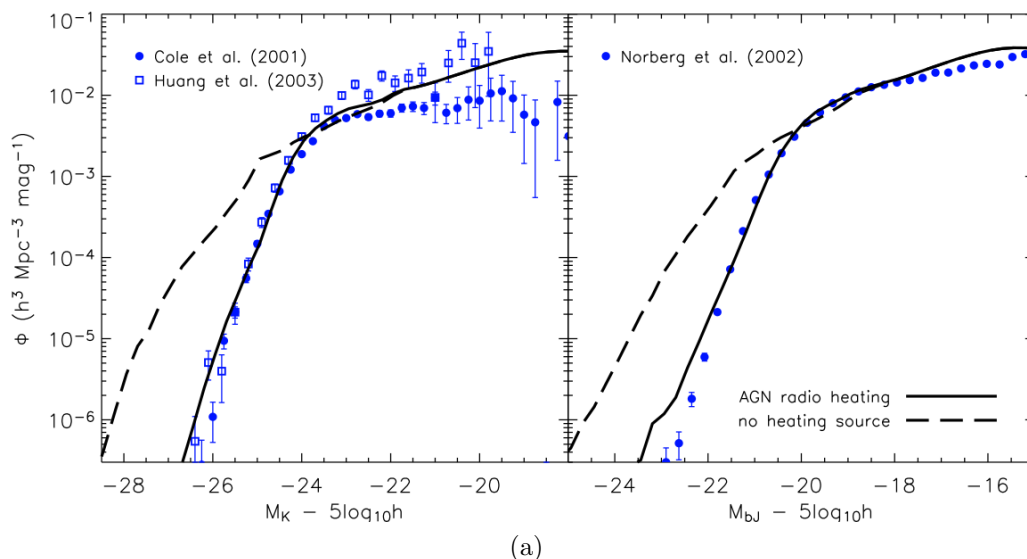 Cole et al. (2001)
Huang et al. (2003)
Norberg et al. (2002)
AGN radio heating
no heating source
Φ (h³ Mpc⁻³ mag⁻¹)
10⁻¹
10⁻²
10⁻³
10⁻⁴
10⁻⁵
10⁻⁶
−28 −26 −24 −22 −20 −24 −22 −20 −18 −16
M_K − 5log₁₀h M_bJ − 5log₁₀h
(a)